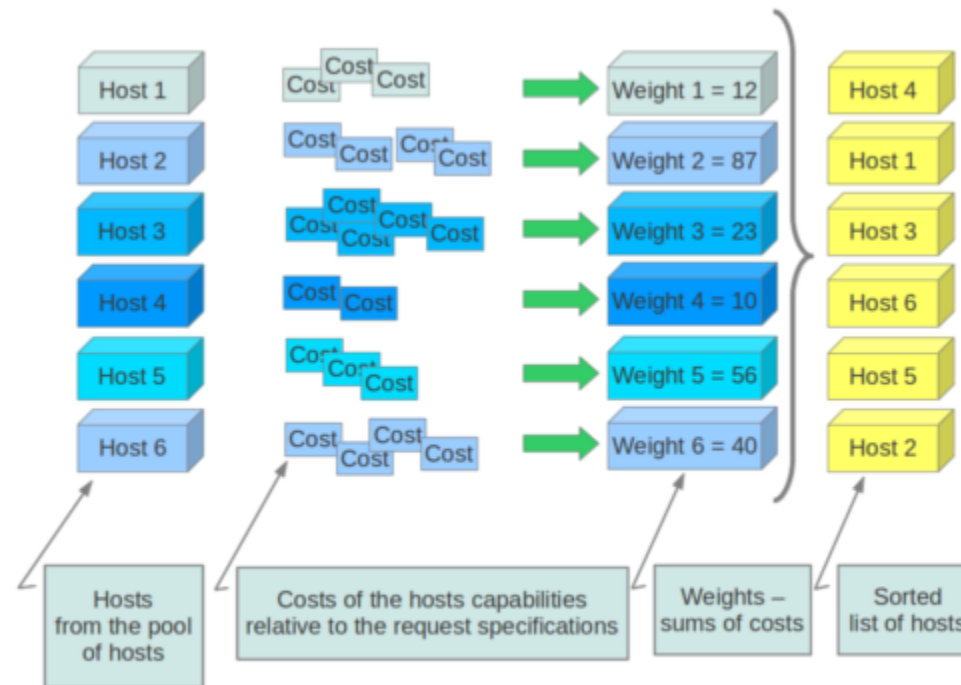 Host 1
Cost
Cost
Cost
Weight 1 = 12
Host 4
Host 2
Cost
Cost
Cost
Cost
Weight 2 = 87
Host 1
Host 3
Cost
Cost
Cost
Cost
Cost
Weight 3 = 23
Host 3
Host 4
Cost
Cost
Weight 4 = 10
Host 6
Host 5
Cost
Cost
Cost
Weight 5 = 56
Host 5
Host 6
Cost
Cost
Cost
Cost
Weight 6 = 40
Host 2
Hosts
from the pool
of hosts
Costs of the hosts capabilities
relative to the request specifications
Weights –
sums of costs
Sorted
list of hosts